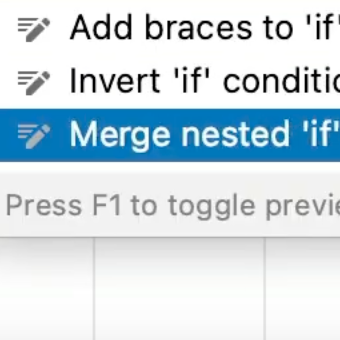 Add braces to 'if'
Invert 'if' conditio
Merge nested 'if'
Press F1 to toggle previe